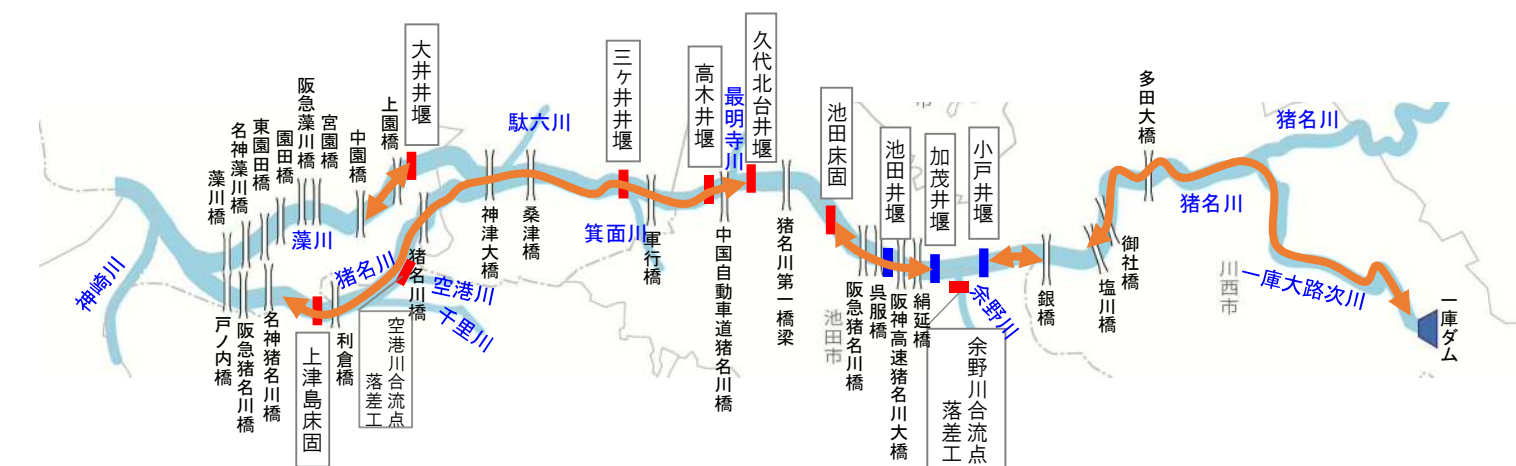 大井井堰
三ヶ井井堰
高木井堰
久代北台井堰
池田床固
池田井堰
加茂井堰
小戸井堰
多田大橋
猪名川
最明寺川
駄六川
藻川橋
名神藻川橋
東園田橋
園田橋
阪急藻川橋
宮園橋
中園橋
上園橋
藻川
神崎川
猪名川
猪名川橋
空港川
千里川
神津大橋
桑津橋
箕面川
軍行橋
中国自動車道猪名川橋
猪名川第一橋梁
池田市
市
阪急猪名川橋
呉服橋
阪神高速猪名川大橋
絹延橋
余野川
銀橋
塩川橋
御社橋
猪名川
川西市
一庫大路次川
一庫ダム
戸ノ内橋
阪急猪名川橋
名神猪名川橋
上津島床固
利倉橋
空港川合流点
落差工
余野川合流点
落差工